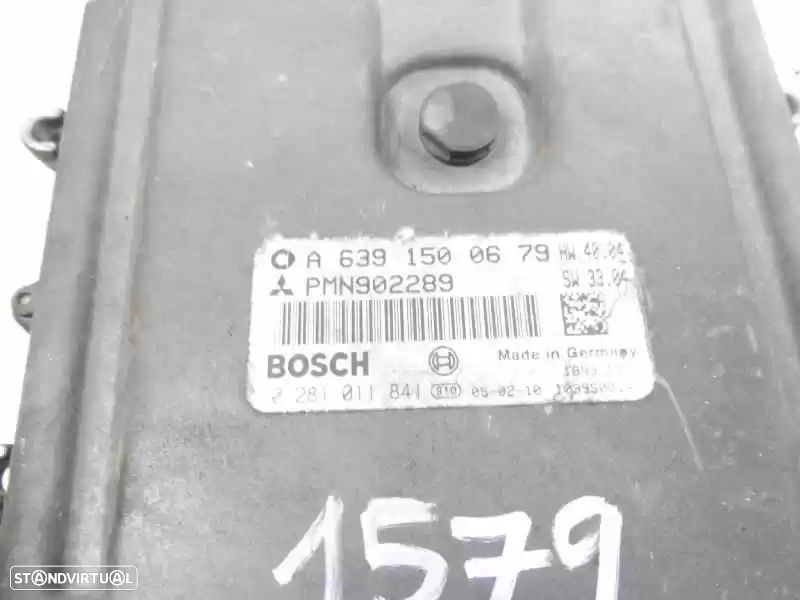 A 639 150 06 79 HW 40.04
PMN902289 SW 33.04
BOSCH Made in Germany
0 281 011 841 05-02-10
1579
STANDVIRTUAL